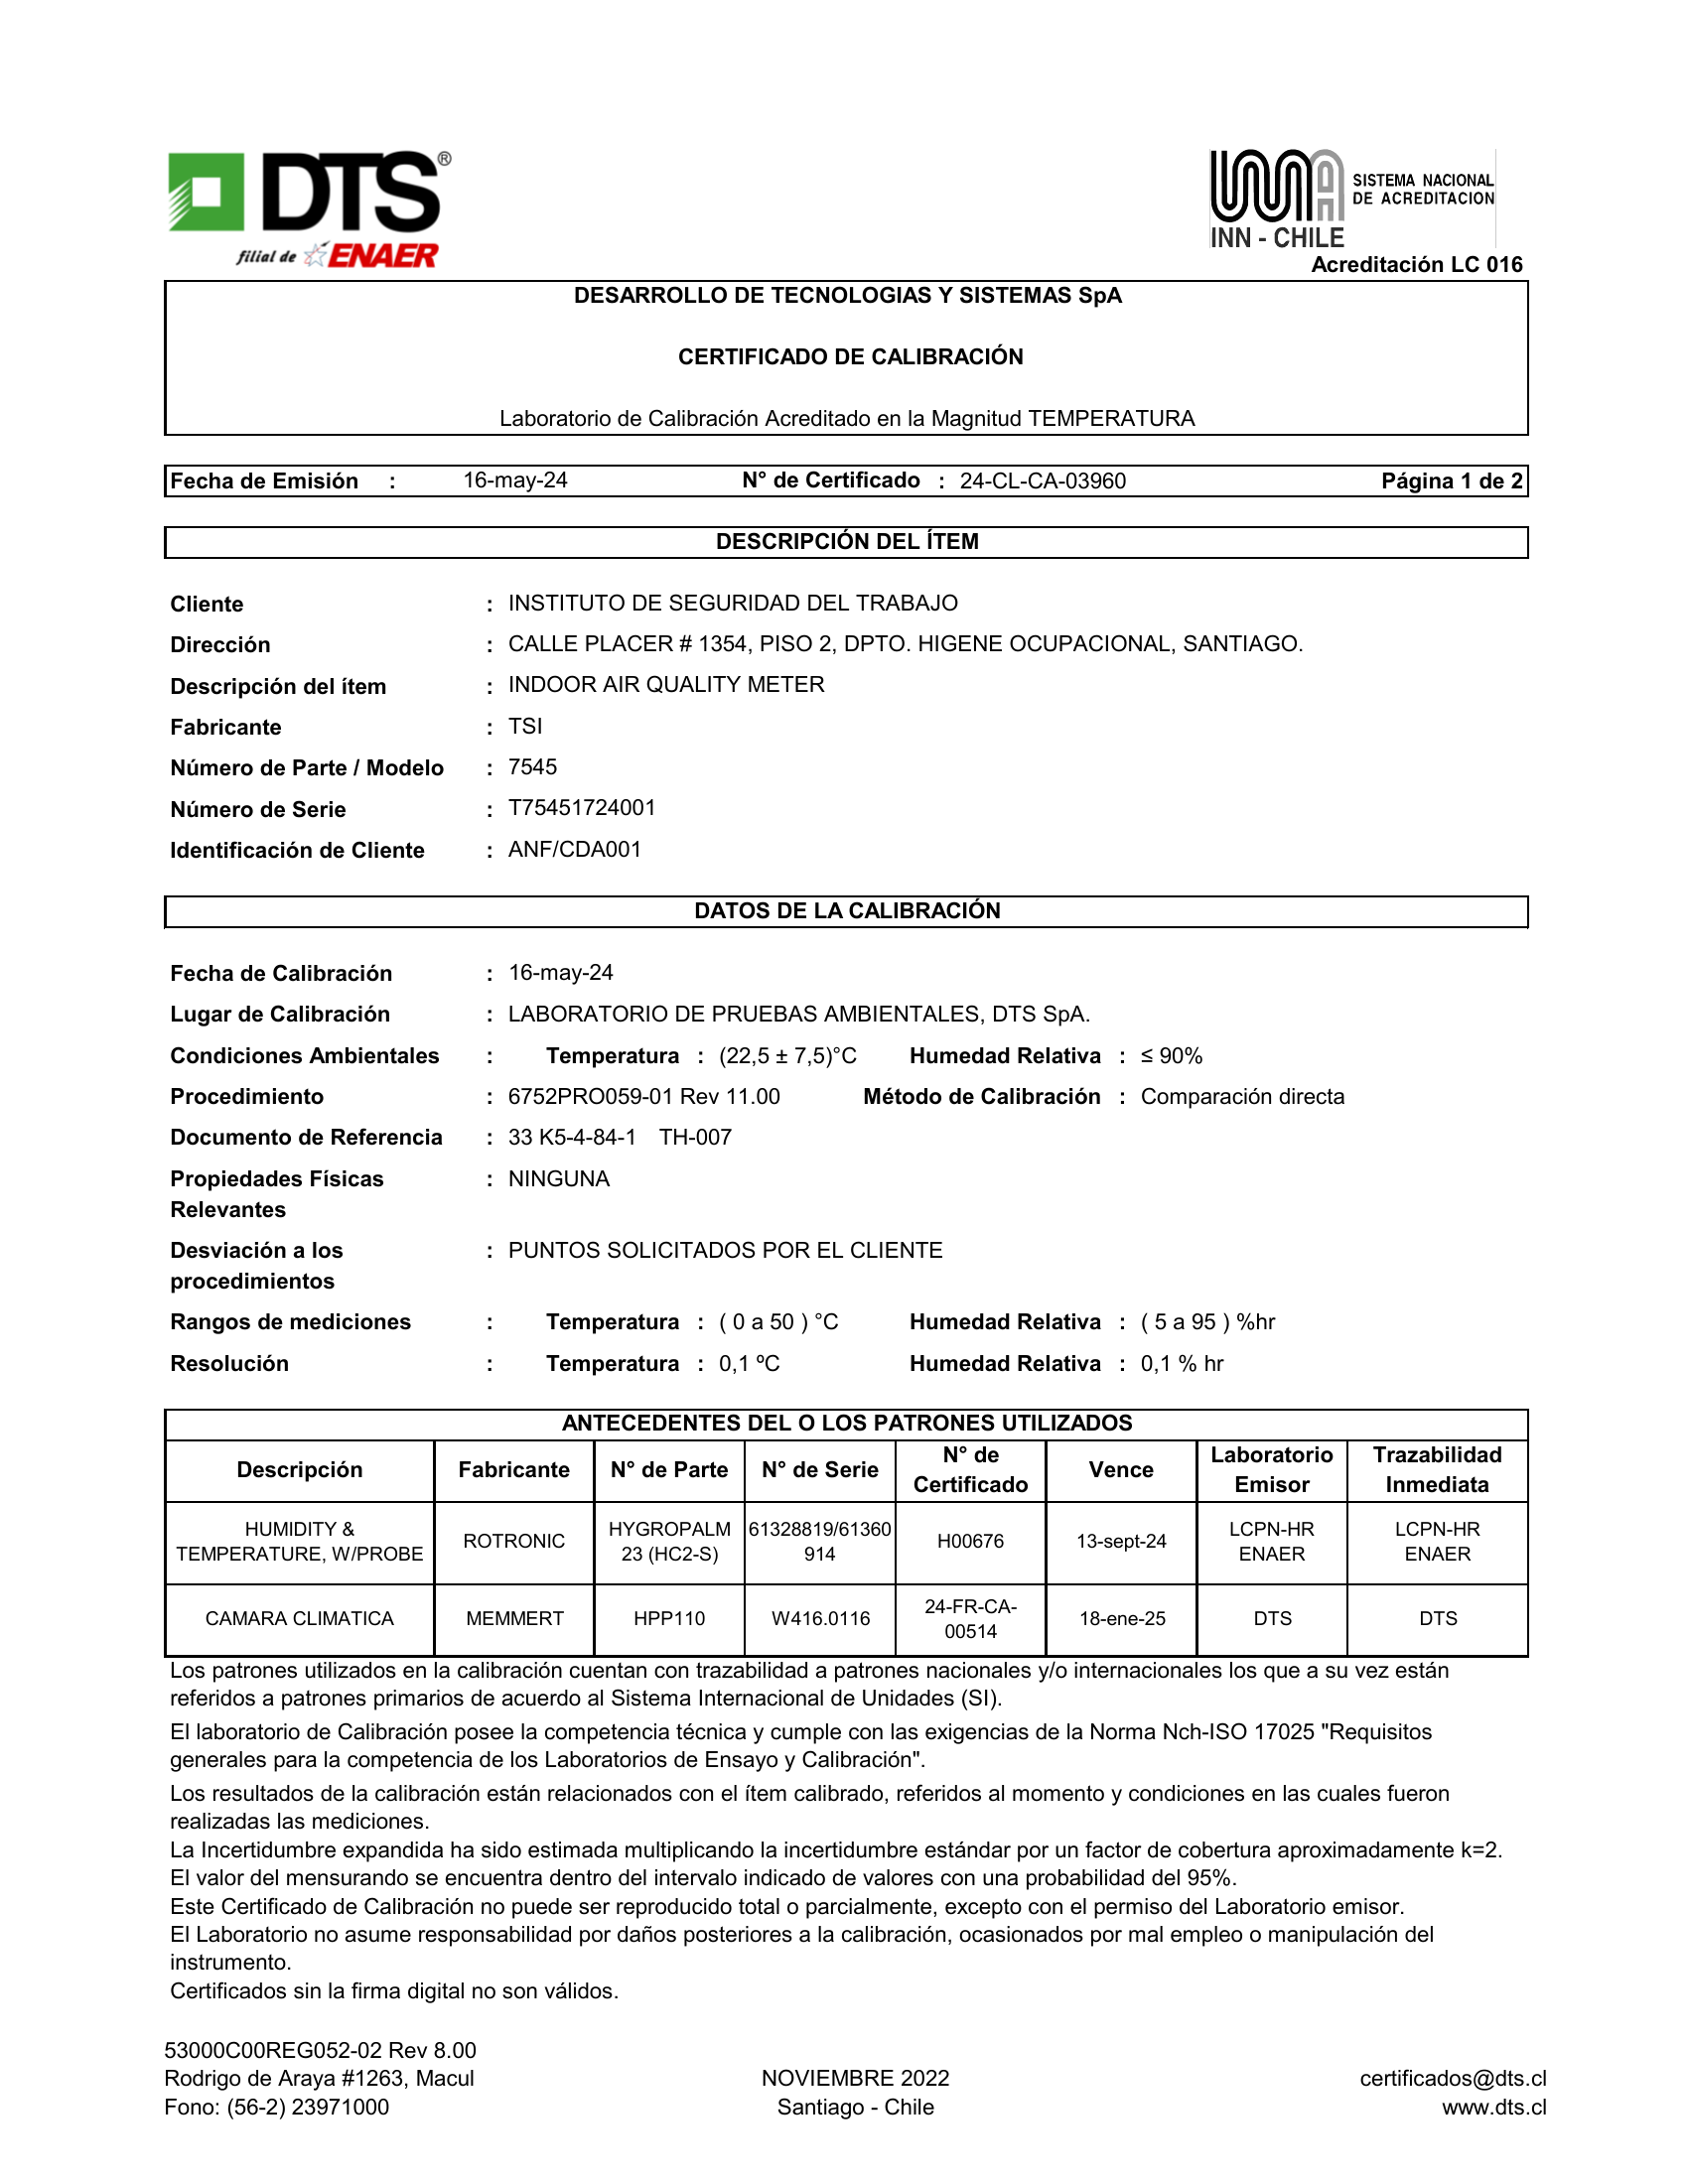 DTS®
filial de ENAER
SISTEMA NACIONAL
DE ACREDITACION
INN - CHILE
Acreditación LC 016
DESARROLLO DE TECNOLOGIAS Y SISTEMAS SpA
CERTIFICADO DE CALIBRACIÓN
Laboratorio de Calibración Acreditado en la Magnitud TEMPERATURA
Fecha de Emisión : 16-may-24 N° de Certificado : 24-CL-CA-03960 Página 1 de 2
DESCRIPCIÓN DEL ÍTEM
Cliente : INSTITUTO DE SEGURIDAD DEL TRABAJO
Dirección : CALLE PLACER # 1354, PISO 2, DPTO. HIGENE OCUPACIONAL, SANTIAGO.
Descripción del ítem : INDOOR AIR QUALITY METER
Fabricante : TSI
Número de Parte / Modelo : 7545
Número de Serie : T75451724001
Identificación de Cliente : ANF/CDA001
DATOS DE LA CALIBRACIÓN
Fecha de Calibración : 16-may-24
Lugar de Calibración : LABORATORIO DE PRUEBAS AMBIENTALES, DTS SpA.
Condiciones Ambientales : Temperatura : (22,5 ± 7,5)°C Humedad Relativa : ≤ 90%
Procedimiento : 6752PRO059-01 Rev 11.00 Método de Calibración : Comparación directa
Documento de Referencia : 33 K5-4-84-1 TH-007
Propiedades Físicas : NINGUNA
Relevantes
Desviación a los : PUNTOS SOLICITADOS POR EL CLIENTE
procedimientos
Rangos de mediciones : Temperatura : ( 0 a 50 ) °C Humedad Relativa : ( 5 a 95 ) %hr
Resolución : Temperatura : 0,1 ºC Humedad Relativa : 0,1 % hr
ANTECEDENTES DEL O LOS PATRONES UTILIZADOS
Descripción Fabricante N° de Parte N° de Serie N° de Certificado Vence Laboratorio Emisor Trazabilidad Inmediata
HUMIDITY & TEMPERATURE, W/PROBE ROTRONIC HYGROPALM 23 (HC2-S) 61328819/61360914 H00676 13-sept-24 LCPN-HR ENAER LCPN-HR ENAER
CAMARA CLIMATICA MEMMERT HPP110 W416.0116 24-FR-CA-00514 18-ene-25 DTS DTS
Los patrones utilizados en la calibración cuentan con trazabilidad a patrones nacionales y/o internacionales los que a su vez están
referidos a patrones primarios de acuerdo al Sistema Internacional de Unidades (SI).
El laboratorio de Calibración posee la competencia técnica y cumple con las exigencias de la Norma Nch-ISO 17025 "Requisitos
generales para la competencia de los Laboratorios de Ensayo y Calibración".
Los resultados de la calibración están relacionados con el ítem calibrado, referidos al momento y condiciones en las cuales fueron
realizadas las mediciones.
La Incertidumbre expandida ha sido estimada multiplicando la incertidumbre estándar por un factor de cobertura aproximadamente k=2.
El valor del mensurando se encuentra dentro del intervalo indicado de valores con una probabilidad del 95%.
Este Certificado de Calibración no puede ser reproducido total o parcialmente, excepto con el permiso del Laboratorio emisor.
El Laboratorio no asume responsabilidad por daños posteriores a la calibración, ocasionados por mal empleo o manipulación del
instrumento.
Certificados sin la firma digital no son válidos.
53000C00REG052-02 Rev 8.00
Rodrigo de Araya #1263, Macul NOVIEMBRE 2022 certificados@dts.cl
Fono: (56-2) 23971000 Santiago - Chile www.dts.cl